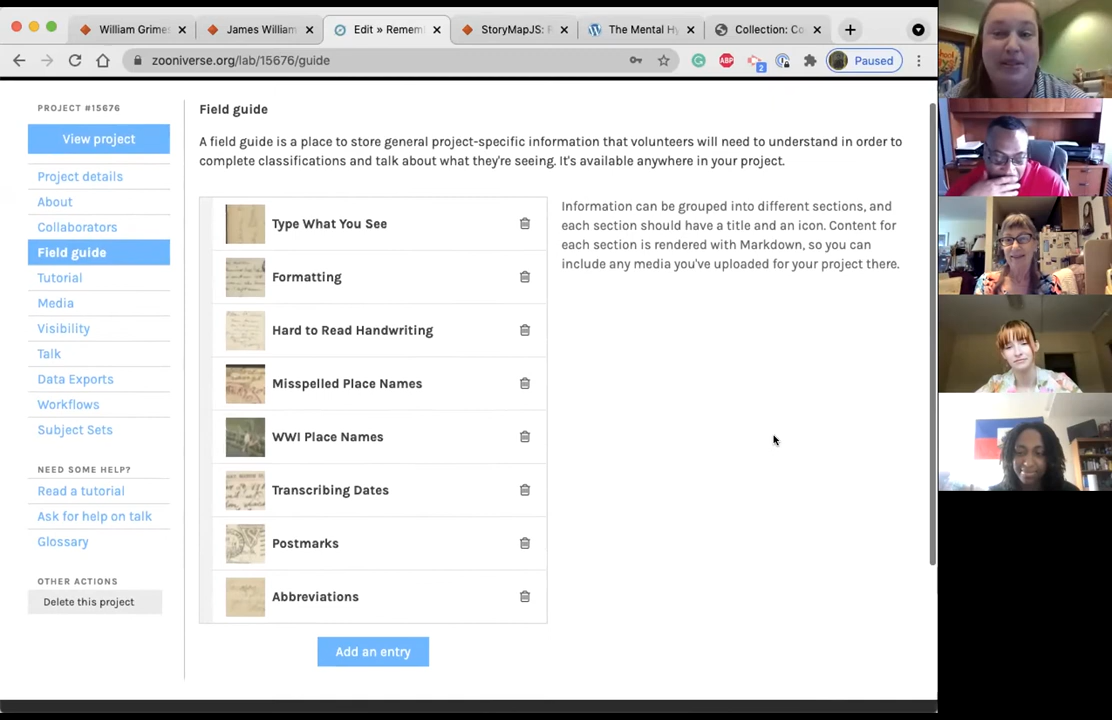 William Grimes
James William
Edit » Remem
StoryMapJS: F
The Mental Hy
Collection: Co
zooniverse.org/lab/15676/guide
ABP
2
Paused
PROJECT #15676
View project
Project details
About
Collaborators
Field guide
Tutorial
Media
Visibility
Talk
Data Exports
Workflows
Subject Sets
NEED SOME HELP?
Read a tutorial
Ask for help on talk
Glossary
OTHER ACTIONS
Delete this project
Field guide
A field guide is a place to store general project-specific information that volunteers will need to understand in order to
complete classifications and talk about what they're seeing. It's available anywhere in your project.
Type What You See
Formatting
Hard to Read Handwriting
Misspelled Place Names
WWI Place Names
Transcribing Dates
Postmarks
Abbreviations
Add an entry
Information can be grouped into different sections, and
each section should have a title and an icon. Content for
each section is rendered with Markdown, so you can
include any media you've uploaded for your project there.